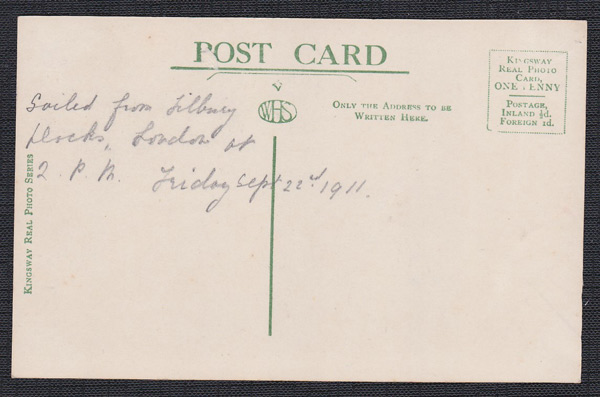 POST CARD
WHS
ONLY THE ADDRESS TO BE
WRITTEN HERE.
KINGSWAY
REAL PHOTO
CARD,
ONE PENNY
POSTAGE,
INLAND ½d.
FOREIGN 1d.
Sailed from Tilbury
Docks, London at
2 P.M. Friday Sept 22nd 1911.
KINGSWAY REAL PHOTO SERIES